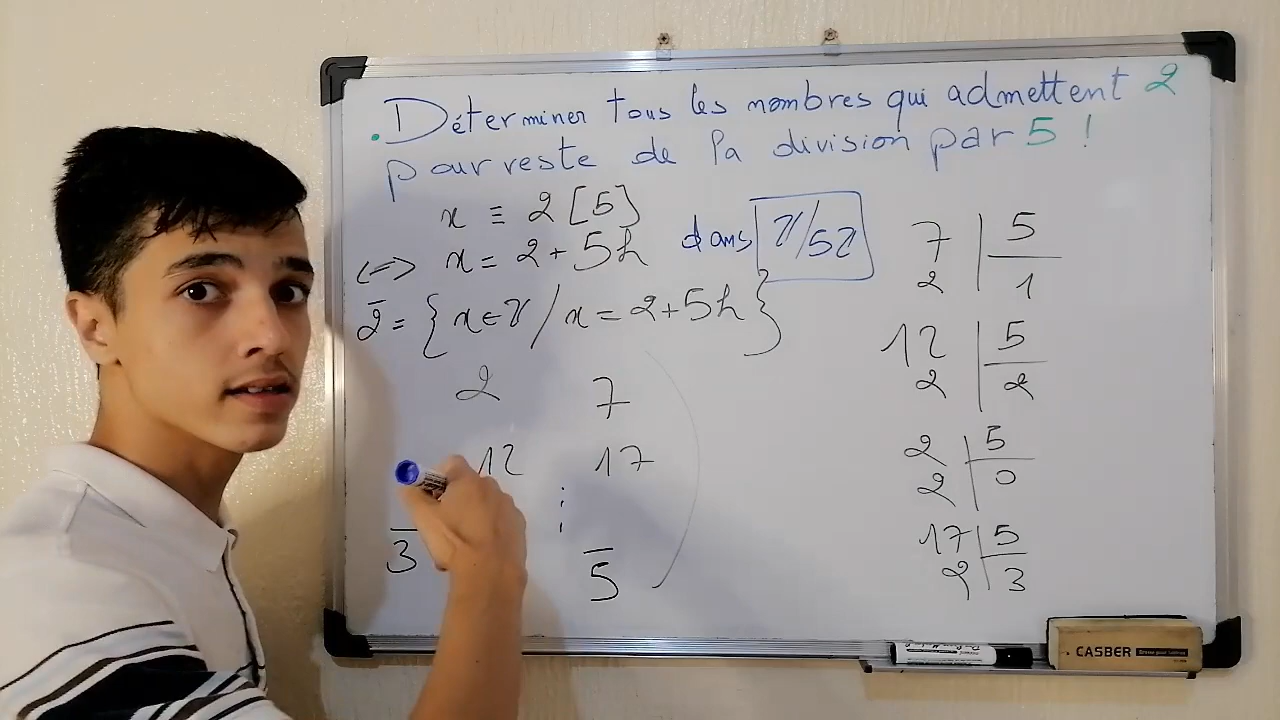 . Déterminer tous les nombres qui admettent 2
pour reste de la division par 5 !
x ≡ 2 [5]
<-> x = 2 + 5k dans ℤ/5ℤ
2̄ = { x ∈ ℤ / x = 2 + 5k }
2 7
12 17
⋮
3̄ 5̄
7 | 5
2 | 1
12 | 5
2 | 2
2 | 5
2 | 0
17 | 5
2 | 3
CASBER